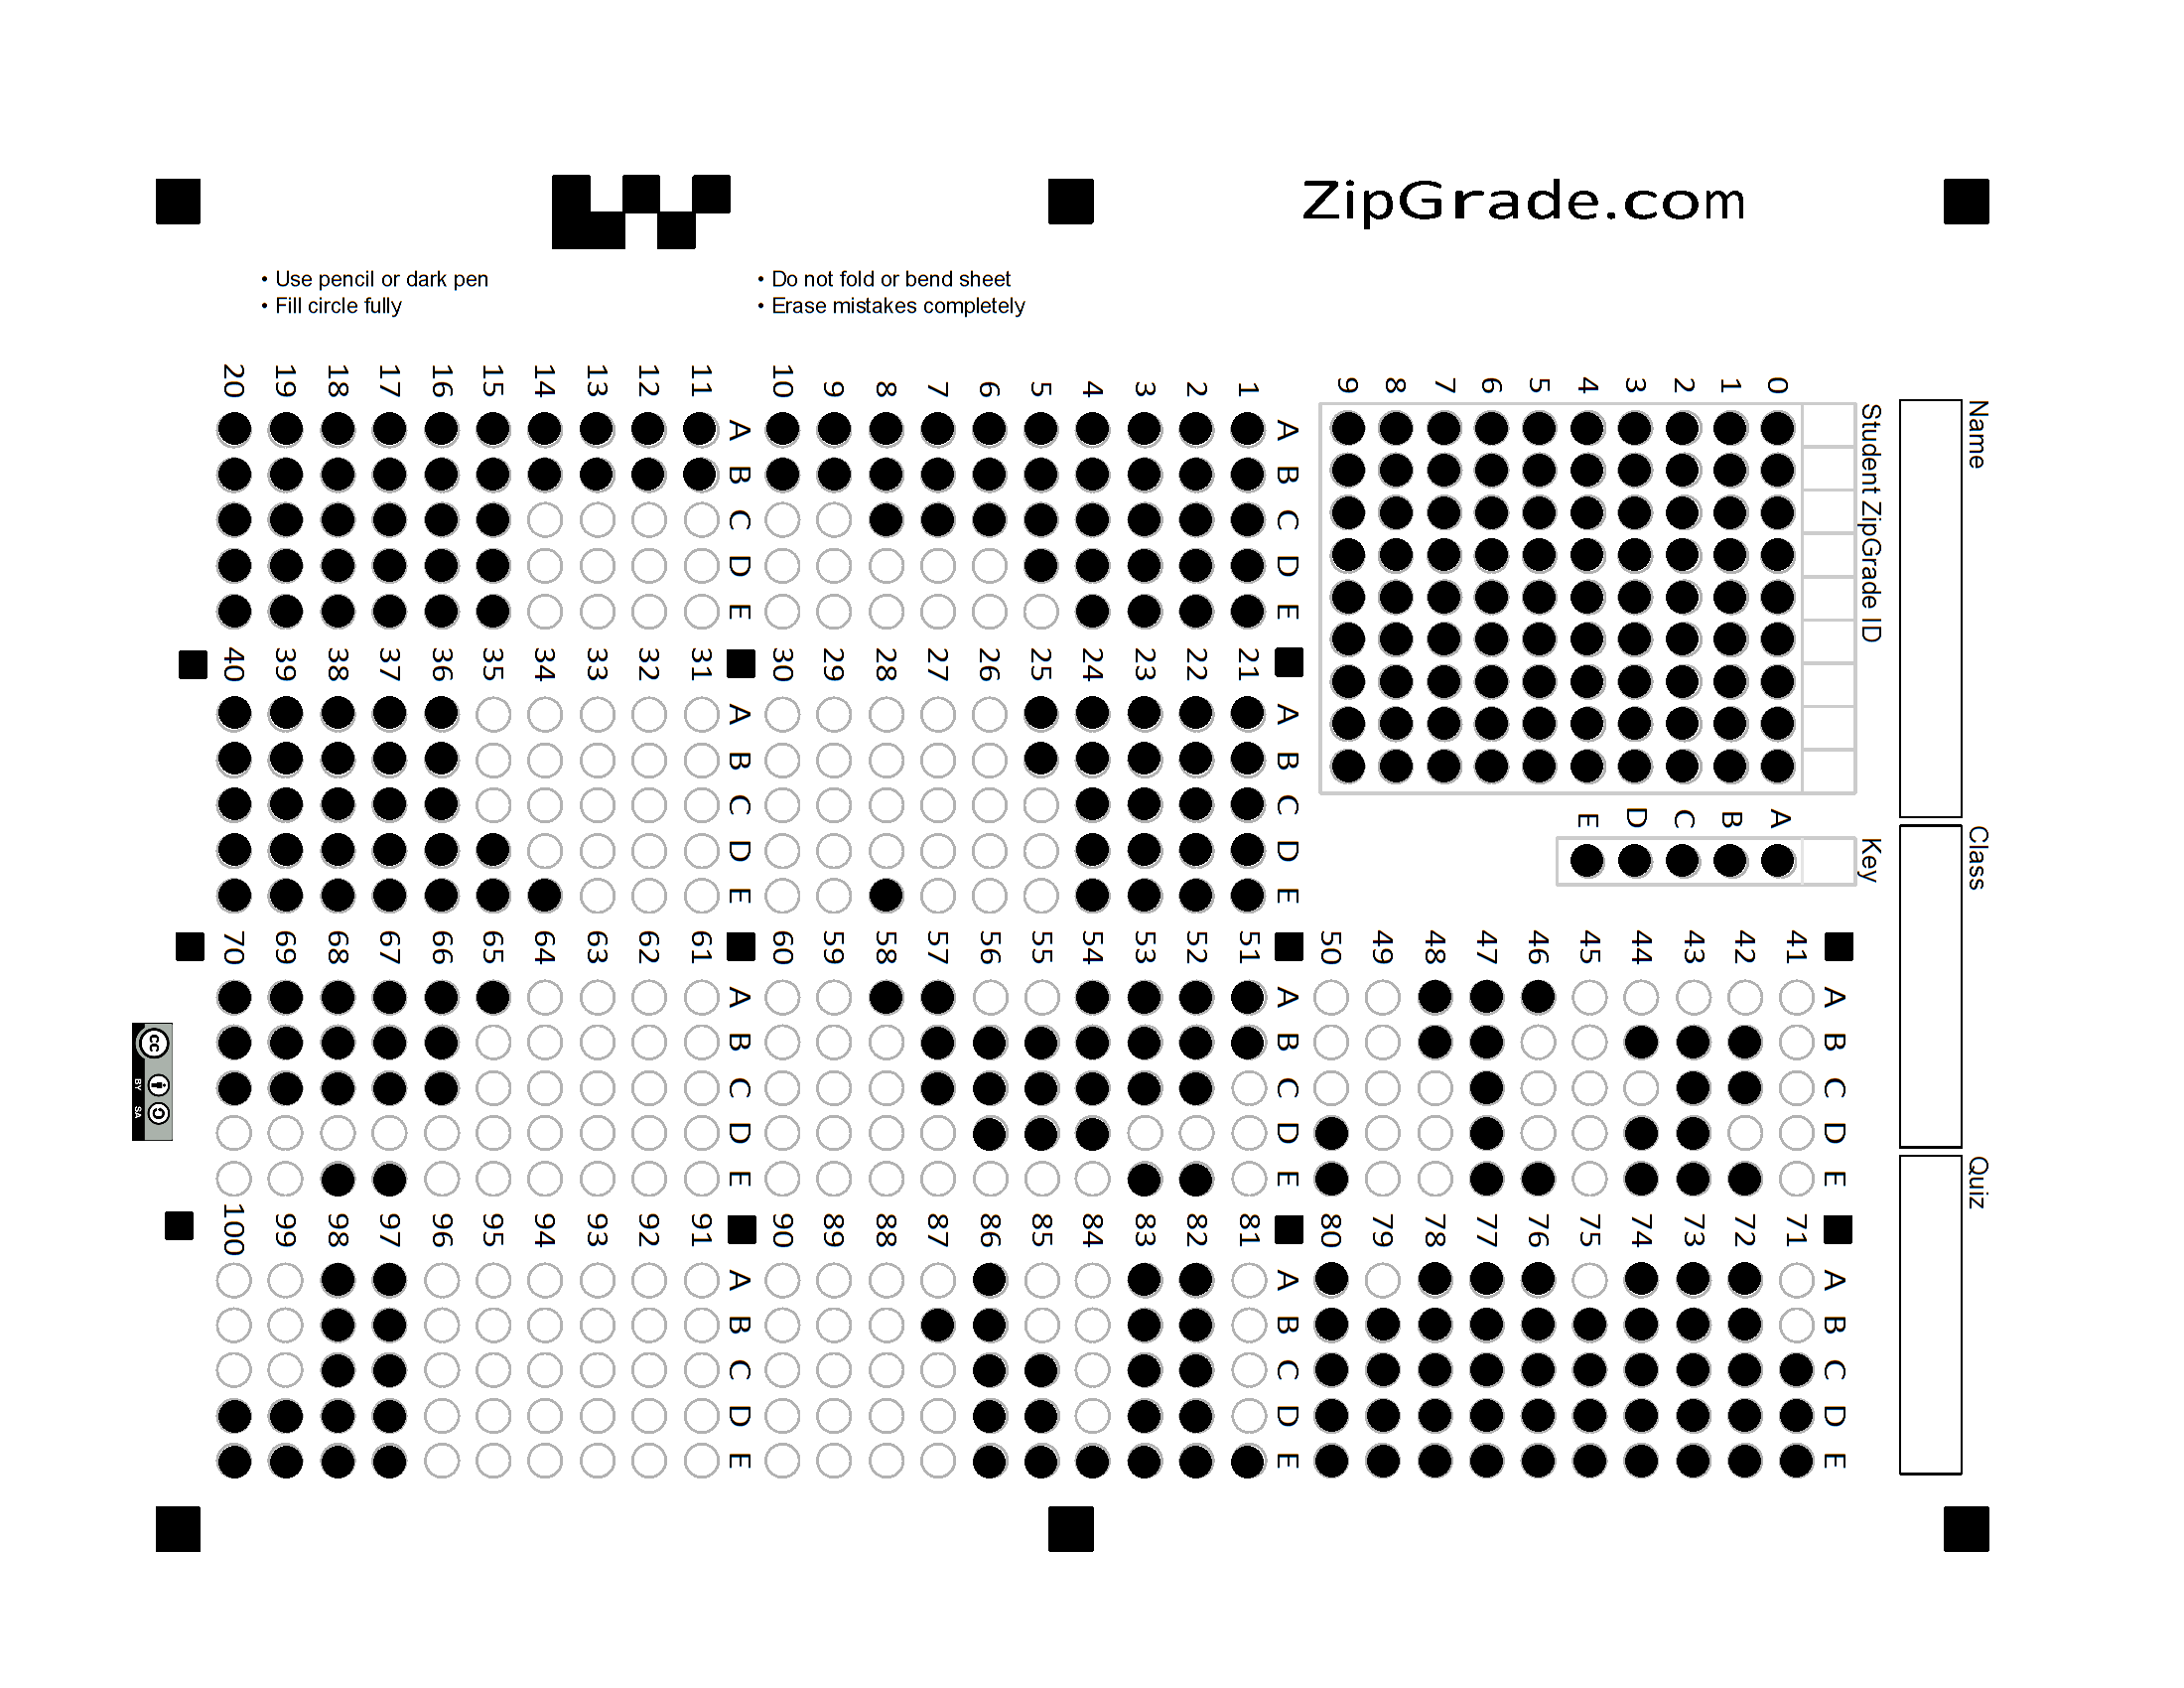 ZipGrade.com
• Use pencil or dark pen
• Fill circle fully
• Do not fold or bend sheet
• Erase mistakes completely
Name
Class
Quiz
Student ZipGrade ID
0 1 2 3 4 5 6 7 8 9
Key
A B C D E
A B C D E
1 2 3 4 5 6 7 8 9 10
A B C D E
11 12 13 14 15 16 17 18 19 20
A B C D E
21 22 23 24 25 26 27 28 29 30
A B C D E
31 32 33 34 35 36 37 38 39 40
A B C D E
41 42 43 44 45 46 47 48 49 50
A B C D E
51 52 53 54 55 56 57 58 59 60
A B C D E
61 62 63 64 65 66 67 68 69 70
A B C D E
71 72 73 74 75 76 77 78 79 80
A B C D E
81 82 83 84 85 86 87 88 89 90
A B C D E
91 92 93 94 95 96 97 98 99 100
A B C D E
cc BY SA